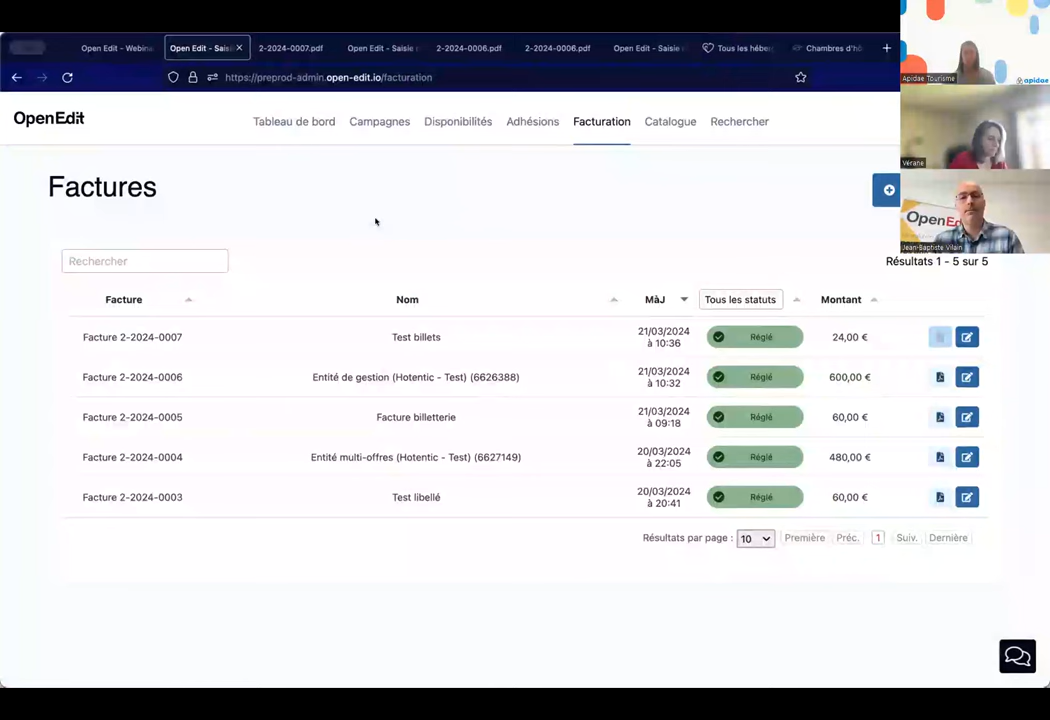 Open Edit - Webina
Open Edit - Sais
2-2024-0007.pdf
Open Edit - Saisie
2-2024-0006.pdf
2-2024-0006.pdf
Open Edit - Saisie
Tous les héber
Chambres d'hô
https://preprod-admin.open-edit.io/facturation
Apidae Tourisme
apidae
Vérane
OpenEd
Jean-Baptiste Vilain
OpenEdit
Tableau de bord
Campagnes
Disponibilités
Adhésions
Facturation
Catalogue
Rechercher
Factures
Rechercher
Résultats 1 - 5 sur 5
Facture
Nom
MàJ
Tous les statuts
Montant
Facture 2-2024-0007
Test billets
21/03/2024
à 10:36
Réglé
24,00 €
Facture 2-2024-0006
Entité de gestion (Hotentic - Test) (6626388)
21/03/2024
à 10:32
Réglé
600,00 €
Facture 2-2024-0005
Facture billetterie
21/03/2024
à 09:18
Réglé
60,00 €
Facture 2-2024-0004
Entité multi-offres (Hotentic - Test) (6627149)
20/03/2024
à 22:05
Réglé
480,00 €
Facture 2-2024-0003
Test libellé
20/03/2024
à 20:41
Réglé
60,00 €
Résultats par page :
10
Première
Préc.
1
Suiv.
Dernière